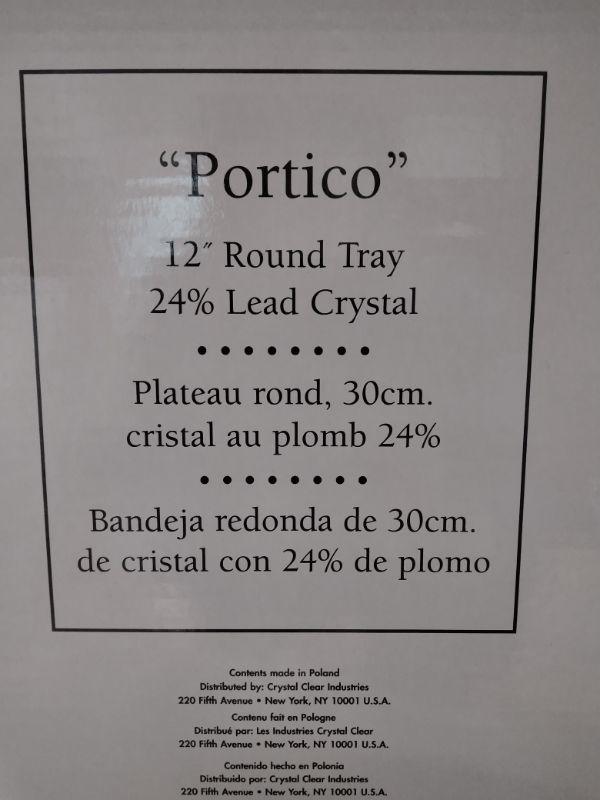 “Portico”
12″ Round Tray
24% Lead Crystal
• • • • • • • •
Plateau rond, 30cm.
cristal au plomb 24%
• • • • • • • •
Bandeja redonda de 30cm.
de cristal con 24% de plomo
Contents made in Poland
Distributed by: Crystal Clear Industries
220 Fifth Avenue • New York, NY 10001 U.S.A.
Contenu fait en Pologne
Distribué par: Les Industries Crystal Clear
220 Fifth Avenue • New York, NY 10001 U.S.A.
Contenido hecho en Polonia
Distribuido por: Crystal Clear Industries
220 Fifth Avenue • New York, NY 10001 U.S.A.